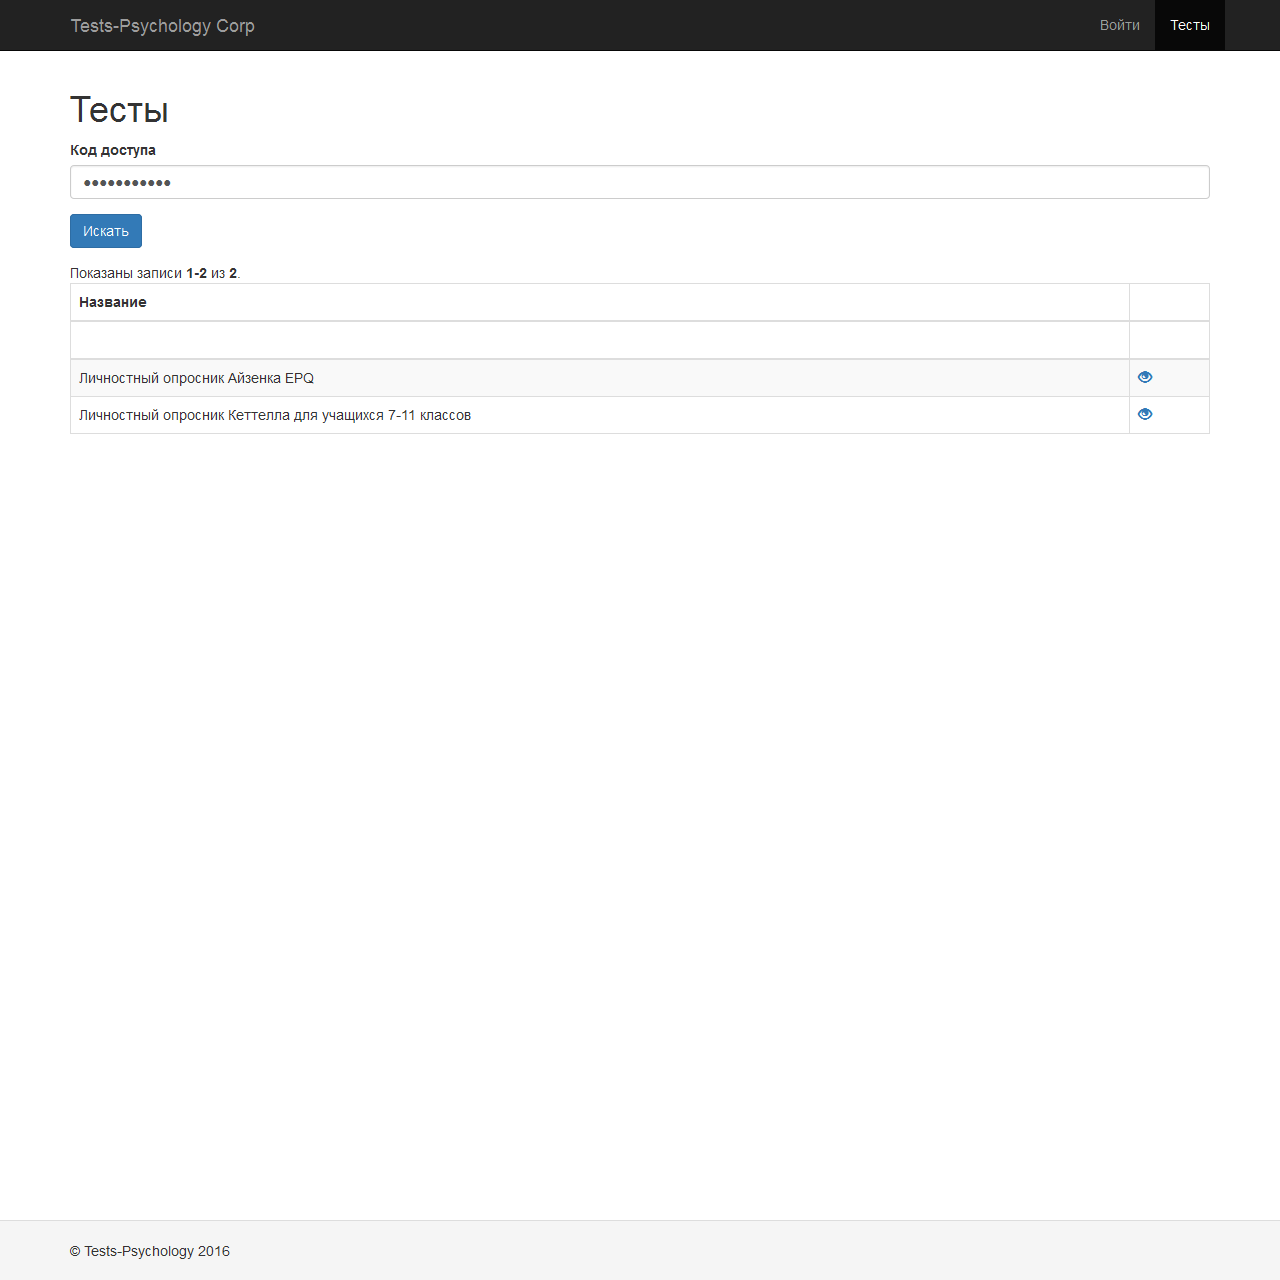 Tests-Psychology Corp
Войти
Тесты
Тесты
Код доступа
•••••••••••
Искать
Показаны записи 1-2 из 2.
Название
Личностный опросник Айзенка EPQ
Личностный опросник Кеттелла для учащихся 7-11 классов
© Tests-Psychology 2016